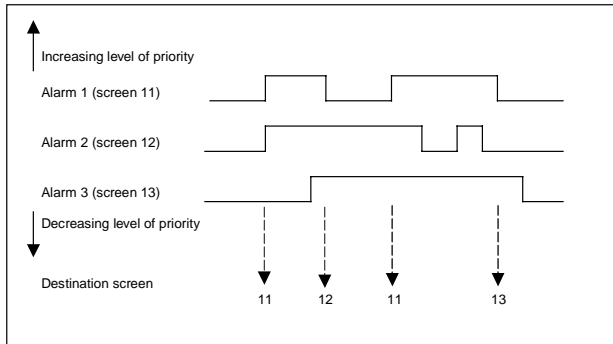 Increasing level of priority
Alarm 1 (screen 11)
Alarm 2 (screen 12)
Alarm 3 (screen 13)
Decreasing level of priority
Destination screen
11 12 11 13